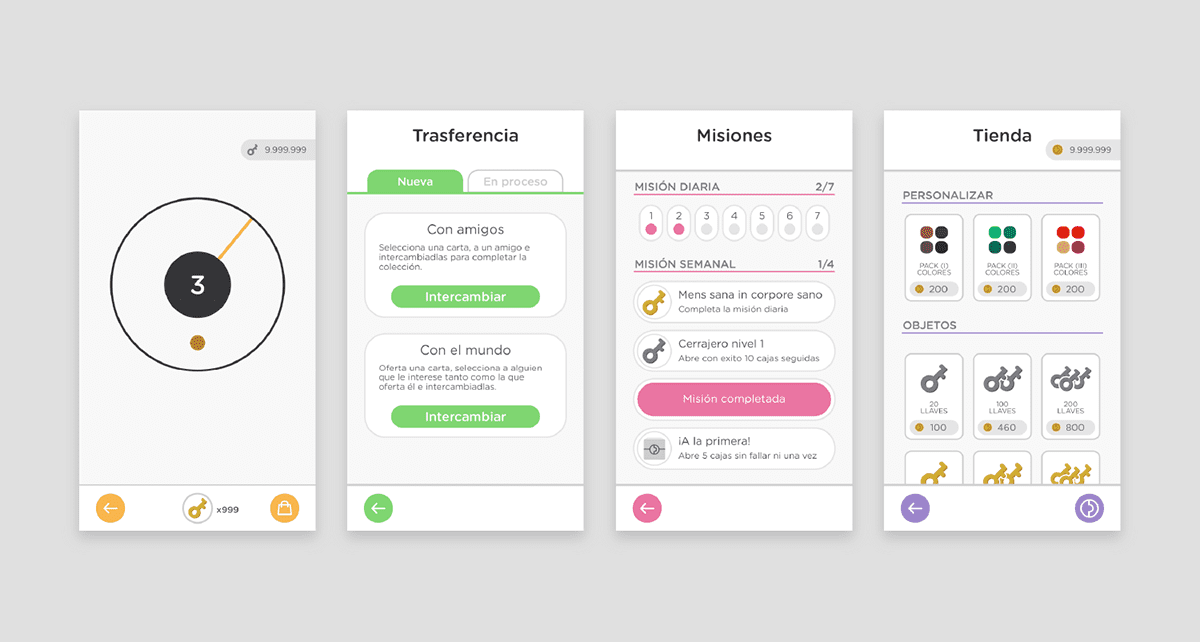 9.999.999
3
x999
Trasferencia
Nueva
En proceso
Con amigos
Selecciona una carta, a un amigo e
intercambiadlas para completar la
colección.
Intercambiar
Con el mundo
Oferta una carta, selecciona a alguien
que le interese tanto como la que
oferta él e intercambiadlas.
Intercambiar
Misiones
MISIÓN DIARIA 2/7
1 2 3 4 5 6 7
MISIÓN SEMANAL 1/4
Mens sana in corpore sano
Completa la misión diaria
Cerrajero nivel 1
Abre con exito 10 cajas seguidas
Misión completada
¡A la primera!
Abre 5 cajas sin fallar ni una vez
Tienda
9.999.999
PERSONALIZAR
PACK (I)
COLORES
200
PACK (II)
COLORES
200
PACK (III)
COLORES
200
OBJETOS
20
LLAVES
100
100
LLAVES
460
200
LLAVES
800